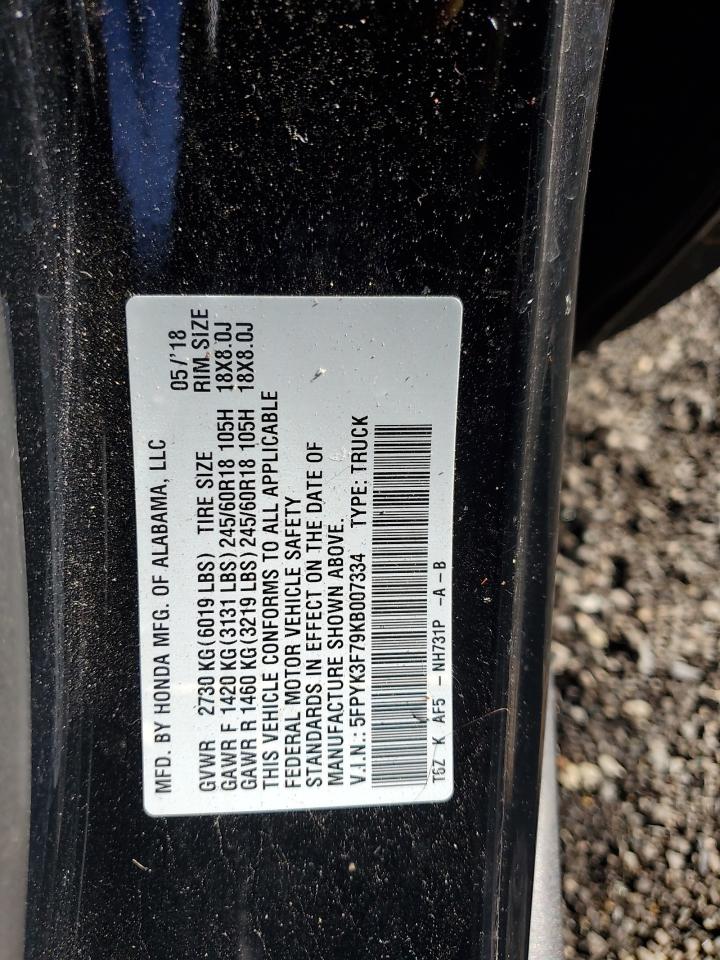 MFD. BY HONDA MFG. OF ALABAMA, LLC 05/'18
GVWR 2730 KG (6019 LBS) TIRE SIZE RIM SIZE
GAWR F 1420 KG (3131 LBS) 245/60R18 105H 18X8.0J
GAWR R 1460 KG (3219 LBS) 245/60R18 105H 18X8.0J
THIS VEHICLE CONFORMS TO ALL APPLICABLE
FEDERAL MOTOR VEHICLE SAFETY
STANDARDS IN EFFECT ON THE DATE OF
MANUFACTURE SHOWN ABOVE.
V.I.N.: 5FPYK3F79KB007334 TYPE: TRUCK
T6Z K AF5 - NH731P -A -B